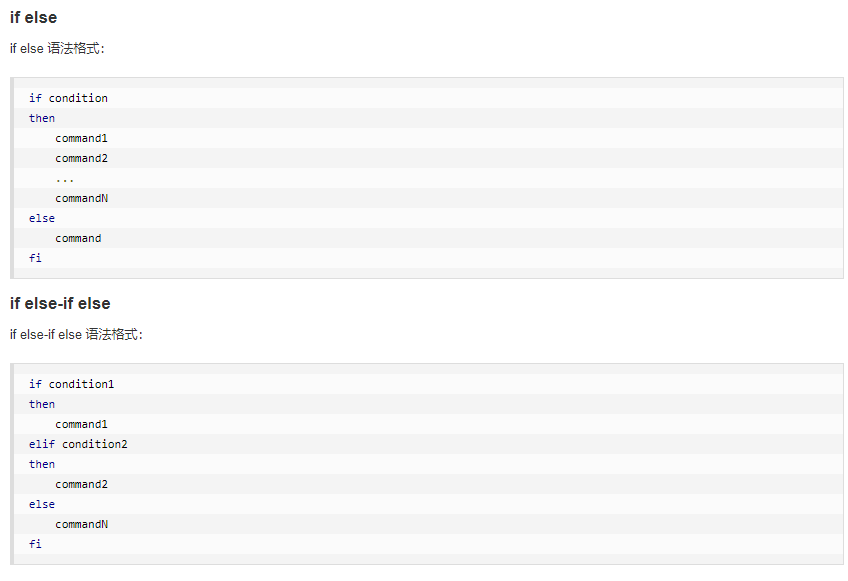 if else
if else 语法格式：
if condition
then
    command1
    command2
    ...
    commandN
else
    command
fi
if else-if else
if else-if else 语法格式：
if condition1
then
    command1
elif condition2
then
    command2
else
    commandN
fi